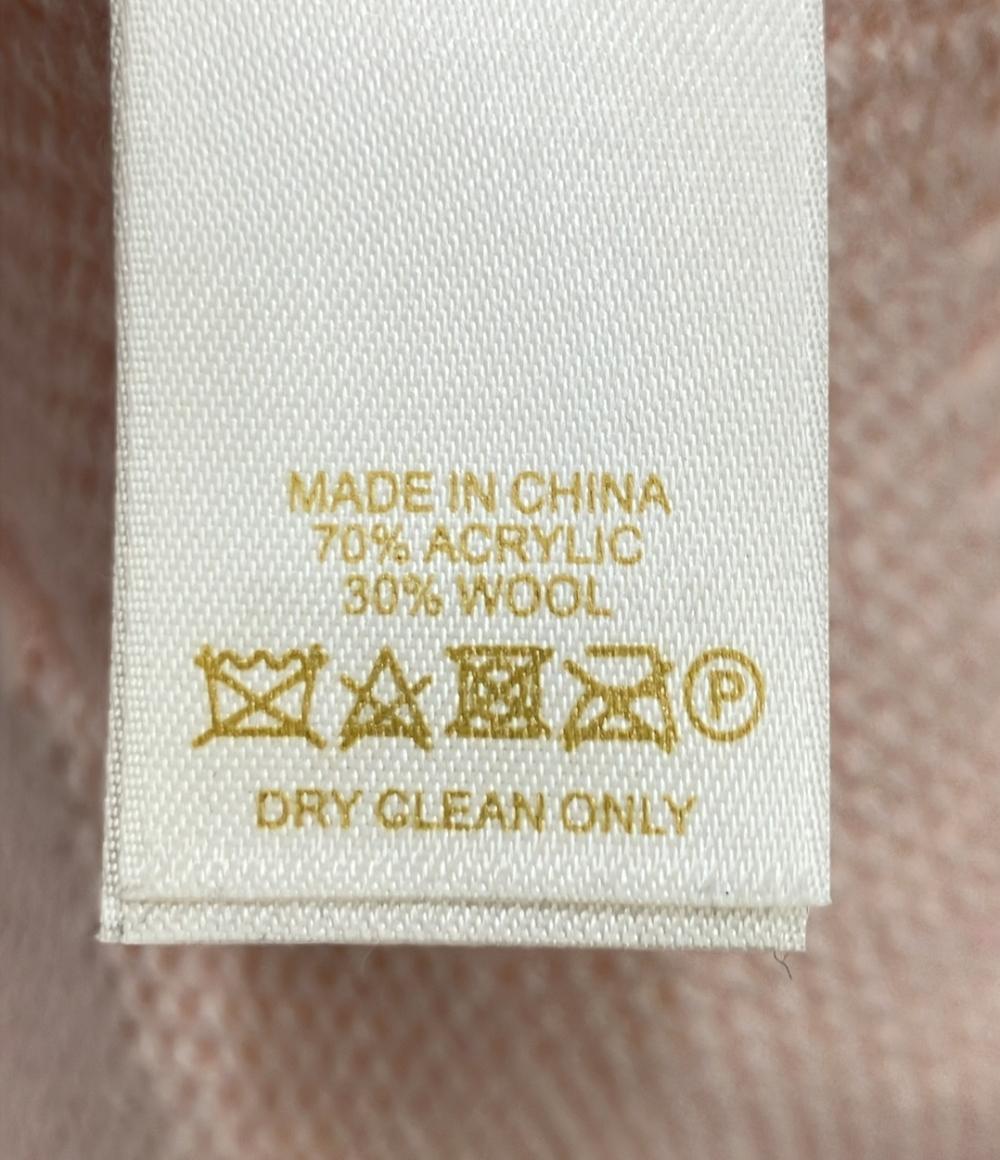 MADE IN CHINA
70% ACRYLIC
30% WOOL
P
DRY CLEAN ONLY